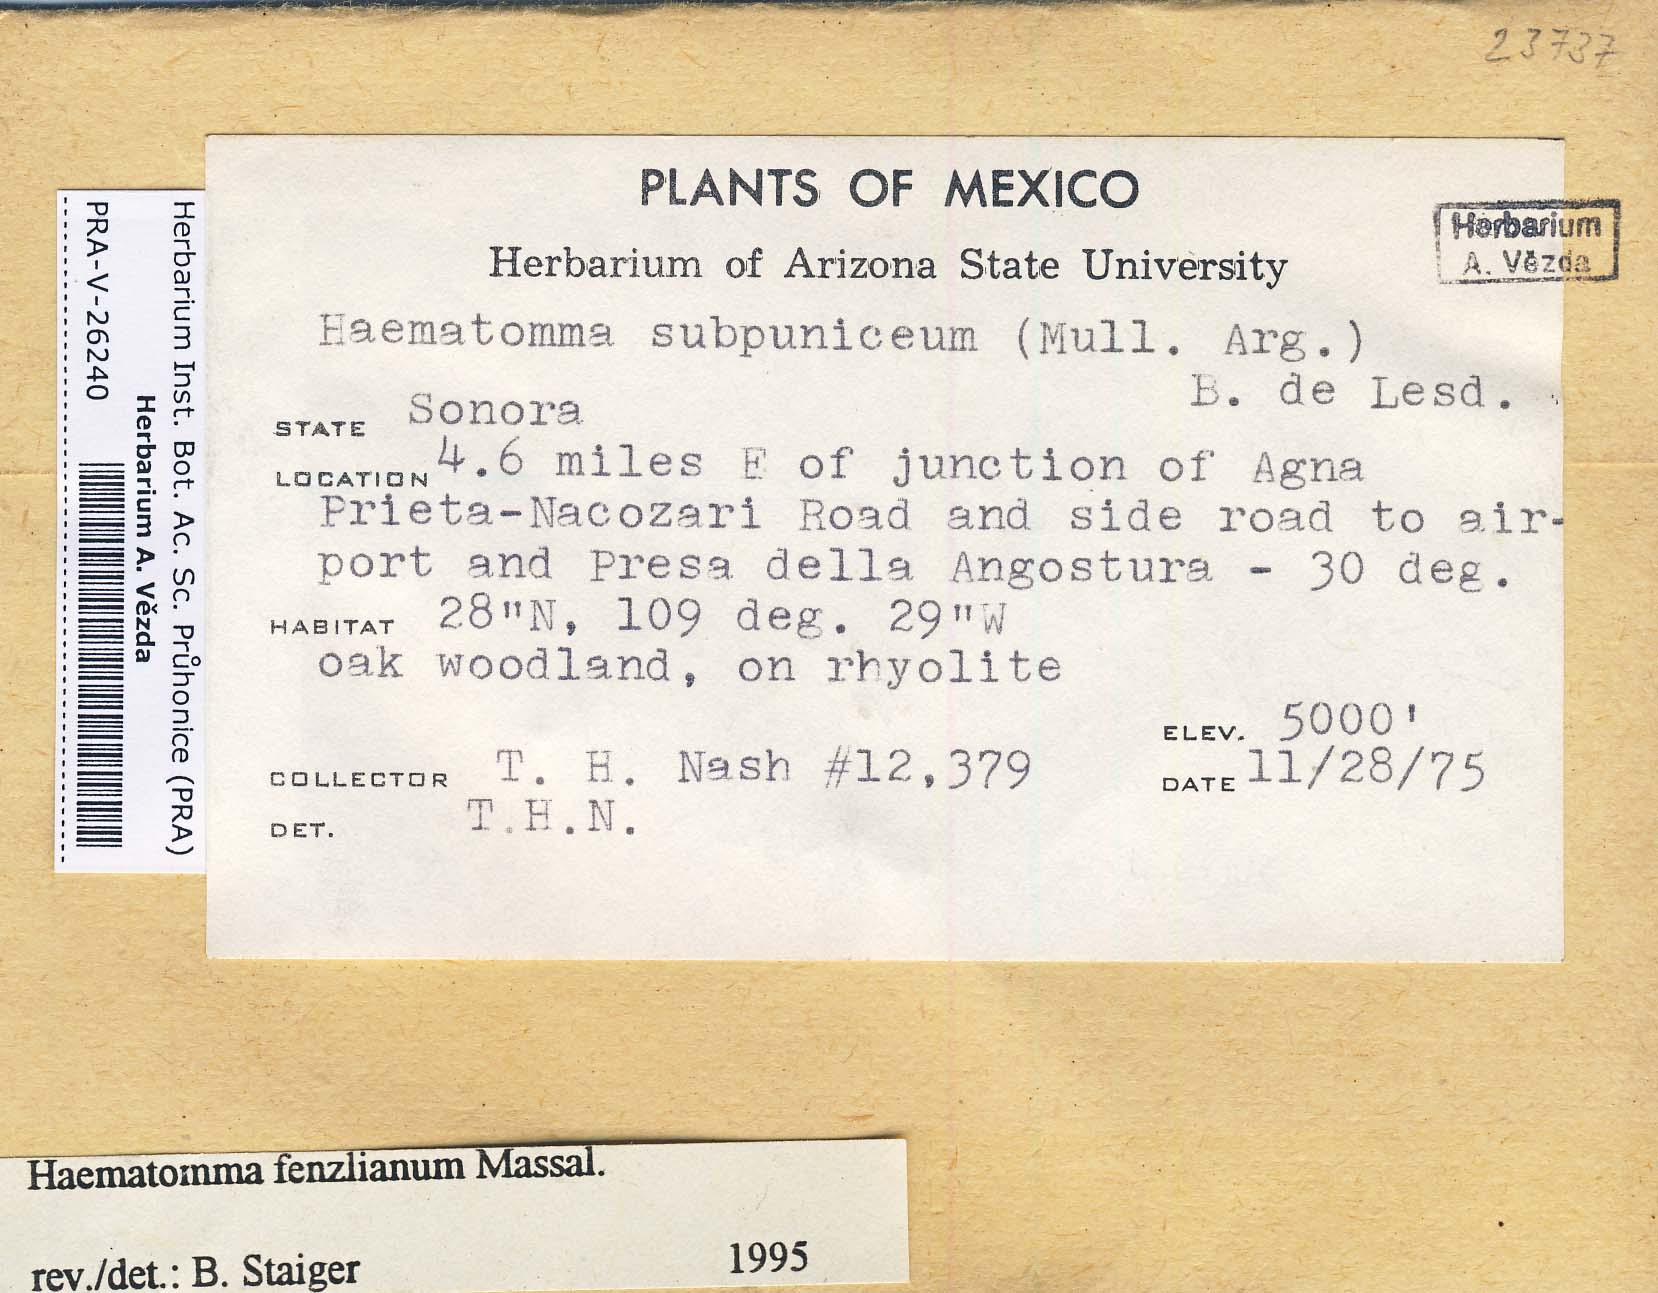 23737
PLANTS OF MEXICO
Herbarium of Arizona State University
Herbarium
A. Vězda
Haematomma subpuniceum (Mull. Arg.)
B. de Lesd.
STATE Sonora
LOCATION 4.6 miles E of junction of Agna
Prieta-Nacozari Road and side road to air-
port and Presa della Angostura - 30 deg.
HABITAT 28"N, 109 deg. 29"W
oak woodland, on rhyolite
ELEV. 5000'
COLLECTOR T. H. Nash #12,379
DATE 11/28/75
DET. T.H.N.
Herbarium Inst. Bot. Ac. Sc. Průhonice (PRA)
Herbarium A. Vězda
PRA-V-26240
Haematomma fenzlianum Massal.
rev./det.: B. Staiger 1995